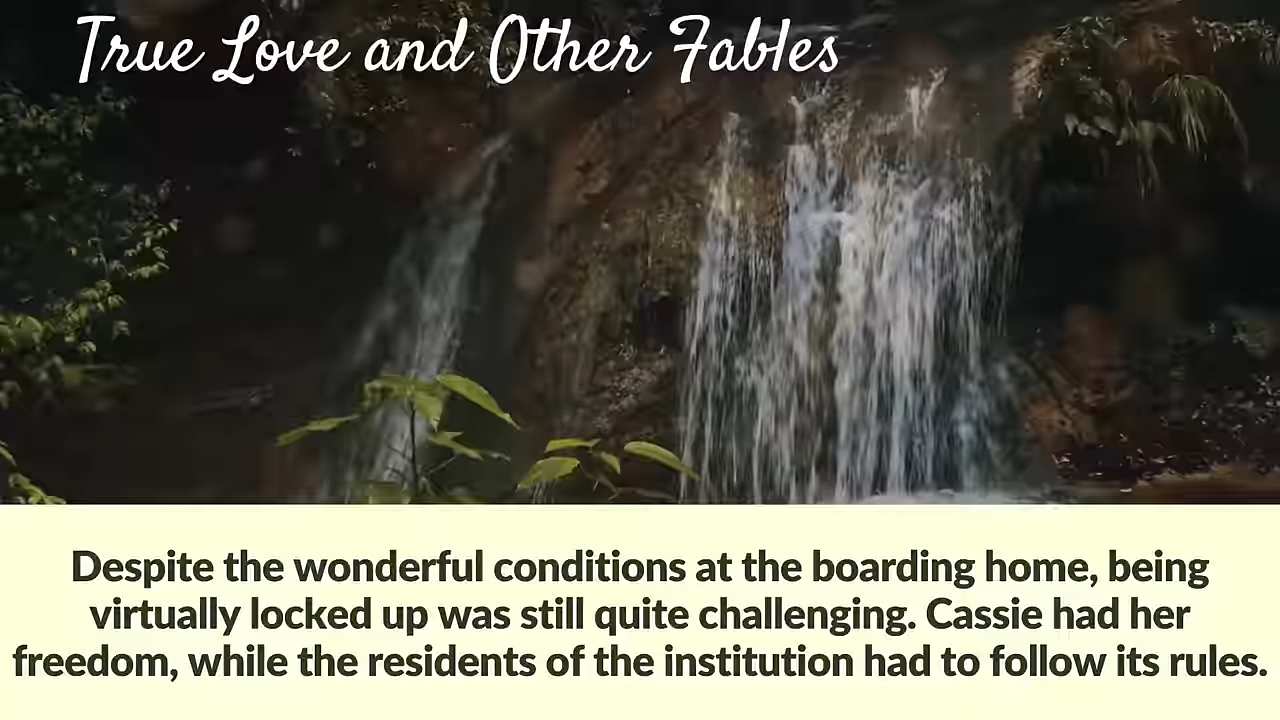 True Love and Other Fables
Despite the wonderful conditions at the boarding home, being
virtually locked up was still quite challenging. Cassie had her
freedom, while the residents of the institution had to follow its rules.